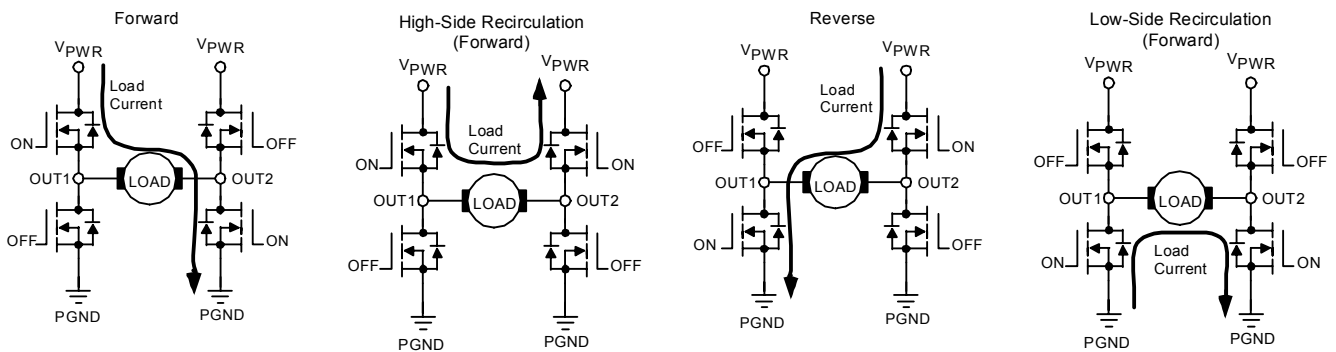 Forward
VPWR
VPWR
Load
Current
ON
OFF
OUT1
LOAD
OUT2
OFF
ON
PGND
PGND
High-Side Recirculation
(Forward)
VPWR
VPWR
Load
Current
ON
ON
OUT1
LOAD
OUT2
OFF
OFF
PGND
PGND
Reverse
VPWR
VPWR
Load
Current
OFF
ON
OUT1
LOAD
OUT2
ON
OFF
PGND
PGND
Low-Side Recirculation
(Forward)
VPWR
VPWR
OFF
OFF
OUT1
LOAD
OUT2
ON
Load
Current
ON
PGND
PGND